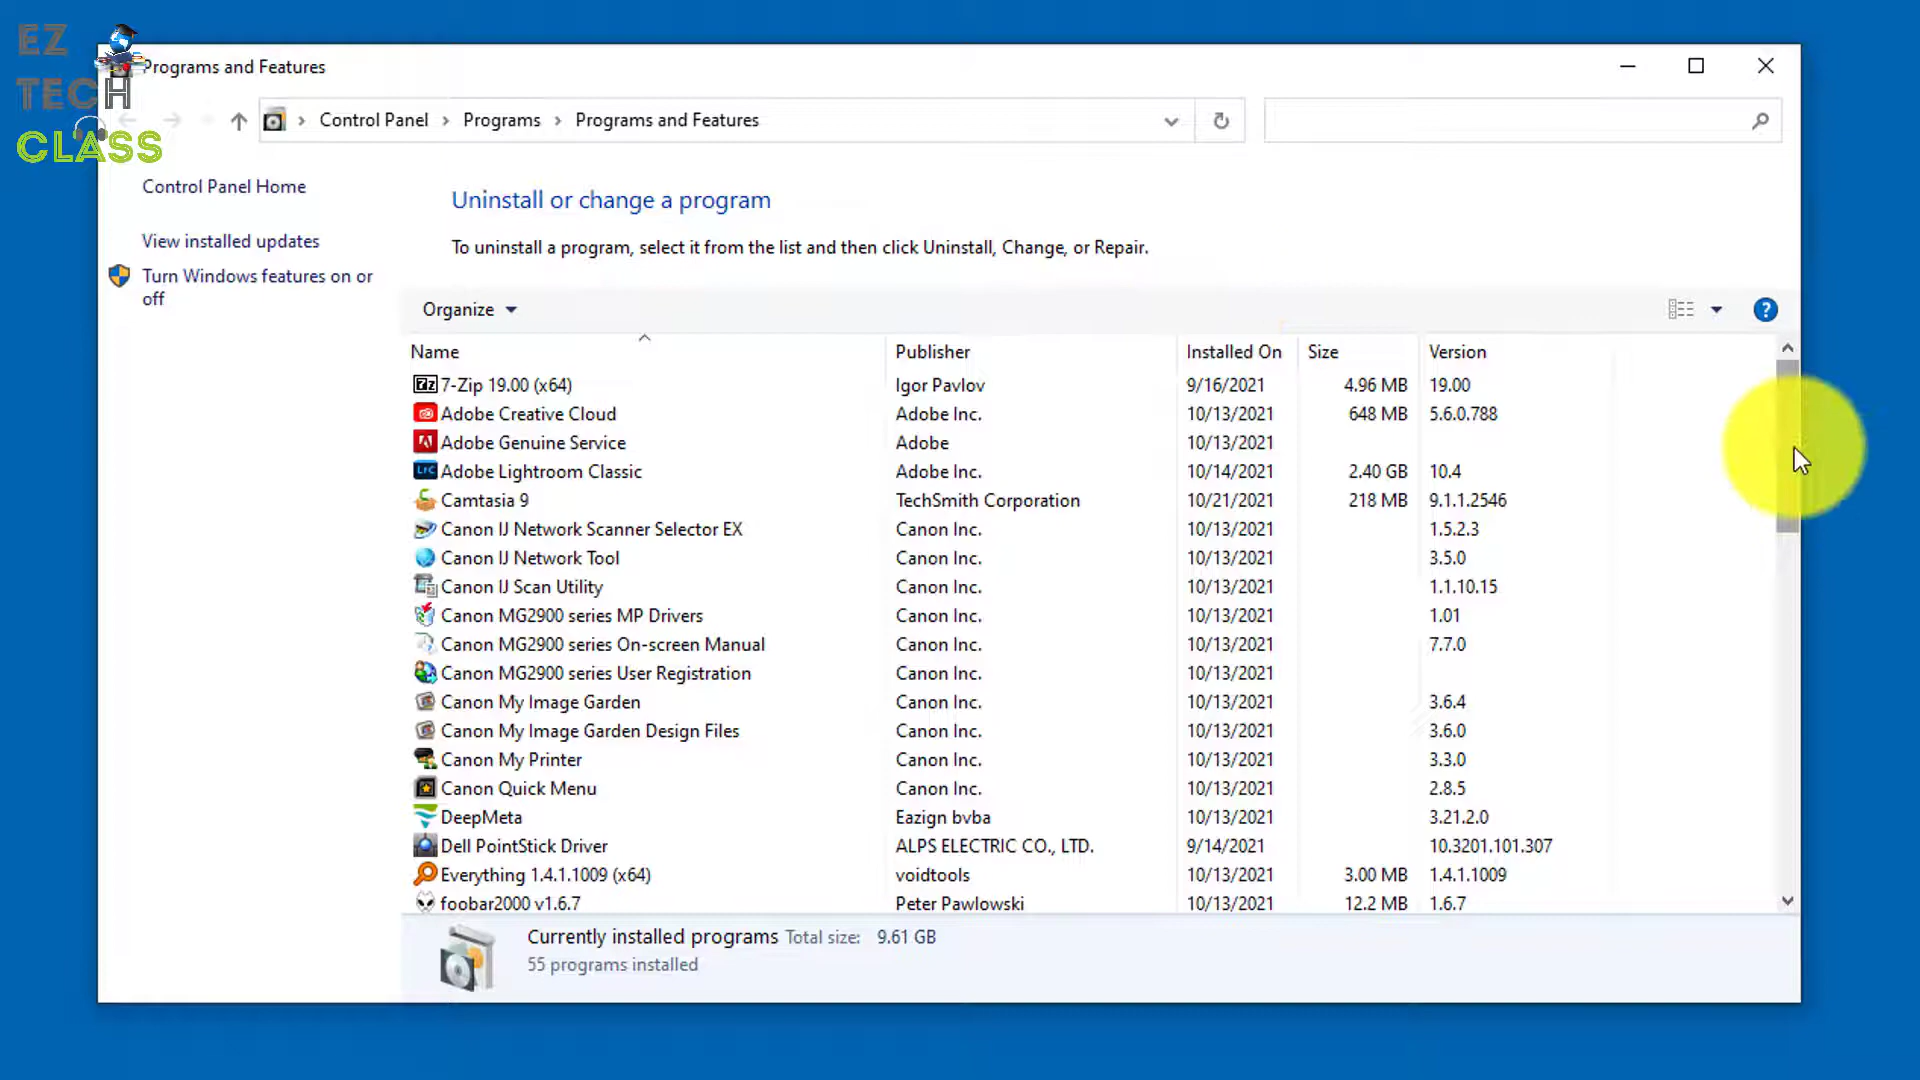 EZ
TECH
CLASS
Programs and Features
Control Panel > Programs > Programs and Features
Control Panel Home
View installed updates
Turn Windows features on or
off
Uninstall or change a program
To uninstall a program, select it from the list and then click Uninstall, Change, or Repair.
Organize
Name Publisher Installed On Size Version
7-Zip 19.00 (x64) Igor Pavlov 9/16/2021 4.96 MB 19.00
Adobe Creative Cloud Adobe Inc. 10/13/2021 648 MB 5.6.0.788
Adobe Genuine Service Adobe 10/13/2021
Adobe Lightroom Classic Adobe Inc. 10/14/2021 2.40 GB 10.4
Camtasia 9 TechSmith Corporation 10/21/2021 218 MB 9.1.1.2546
Canon IJ Network Scanner Selector EX Canon Inc. 10/13/2021 1.5.2.3
Canon IJ Network Tool Canon Inc. 10/13/2021 3.5.0
Canon IJ Scan Utility Canon Inc. 10/13/2021 1.1.10.15
Canon MG2900 series MP Drivers Canon Inc. 10/13/2021 1.01
Canon MG2900 series On-screen Manual Canon Inc. 10/13/2021 7.7.0
Canon MG2900 series User Registration Canon Inc. 10/13/2021
Canon My Image Garden Canon Inc. 10/13/2021 3.6.4
Canon My Image Garden Design Files Canon Inc. 10/13/2021 3.6.0
Canon My Printer Canon Inc. 10/13/2021 3.3.0
Canon Quick Menu Canon Inc. 10/13/2021 2.8.5
DeepMeta Eazign bvba 10/13/2021 3.21.2.0
Dell PointStick Driver ALPS ELECTRIC CO., LTD. 9/14/2021 10.3201.101.307
Everything 1.4.1.1009 (x64) voidtools 10/13/2021 3.00 MB 1.4.1.1009
foobar2000 v1.6.7 Peter Pawlowski 10/13/2021 12.2 MB 1.6.7
Currently installed programs Total size: 9.61 GB
55 programs installed